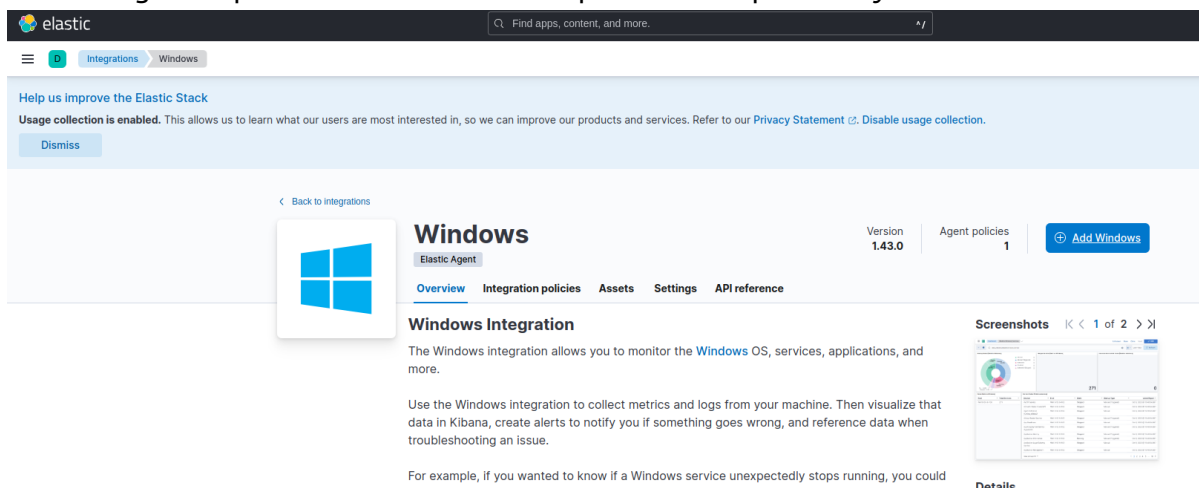 elastic
Find apps, content, and more.
^/
D
Integrations
Windows
Help us improve the Elastic Stack
Usage collection is enabled. This allows us to learn what our users are most interested in, so we can improve our products and services. Refer to our Privacy Statement. Disable usage collection.
Dismiss
Back to integrations
Windows
Elastic Agent
Version
1.43.0
Agent policies
1
Add Windows
Overview Integration policies Assets Settings API reference
Windows Integration
The Windows integration allows you to monitor the Windows OS, services, applications, and
more.
Use the Windows integration to collect metrics and logs from your machine. Then visualize that
data in Kibana, create alerts to notify you if something goes wrong, and reference data when
troubleshooting an issue.
For example, if you wanted to know if a Windows service unexpectedly stops running, you could
Screenshots 1 of 2
271
0
Details